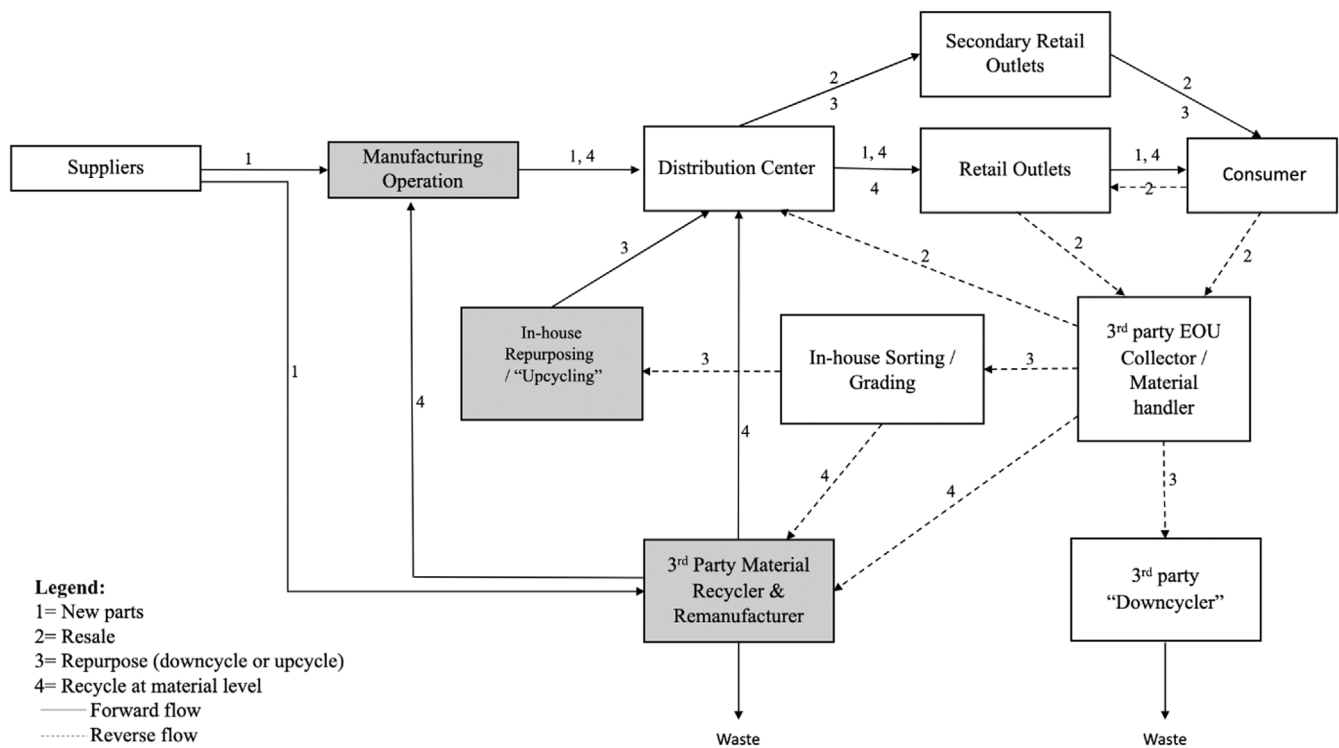 Secondary Retail
Outlets
2
3
2
3
Suppliers
1
Manufacturing
Operation
1, 4
Distribution Center
1, 4
4
Retail Outlets
1, 4
2
Consumer
3
2
2
2
In-house
Repurposing
/ “Upcycling”
3
In-house Sorting /
Grading
3
3rd party EOU
Collector /
Material
handler
1
4
4
4
4
3
3rd Party Material
Recycler &
Remanufacturer
3rd party
“Downcycler”
Legend:
1= New parts
2= Resale
3= Repurpose (downcycle or upcycle)
4= Recycle at material level
Forward flow
Reverse flow
Waste
Waste